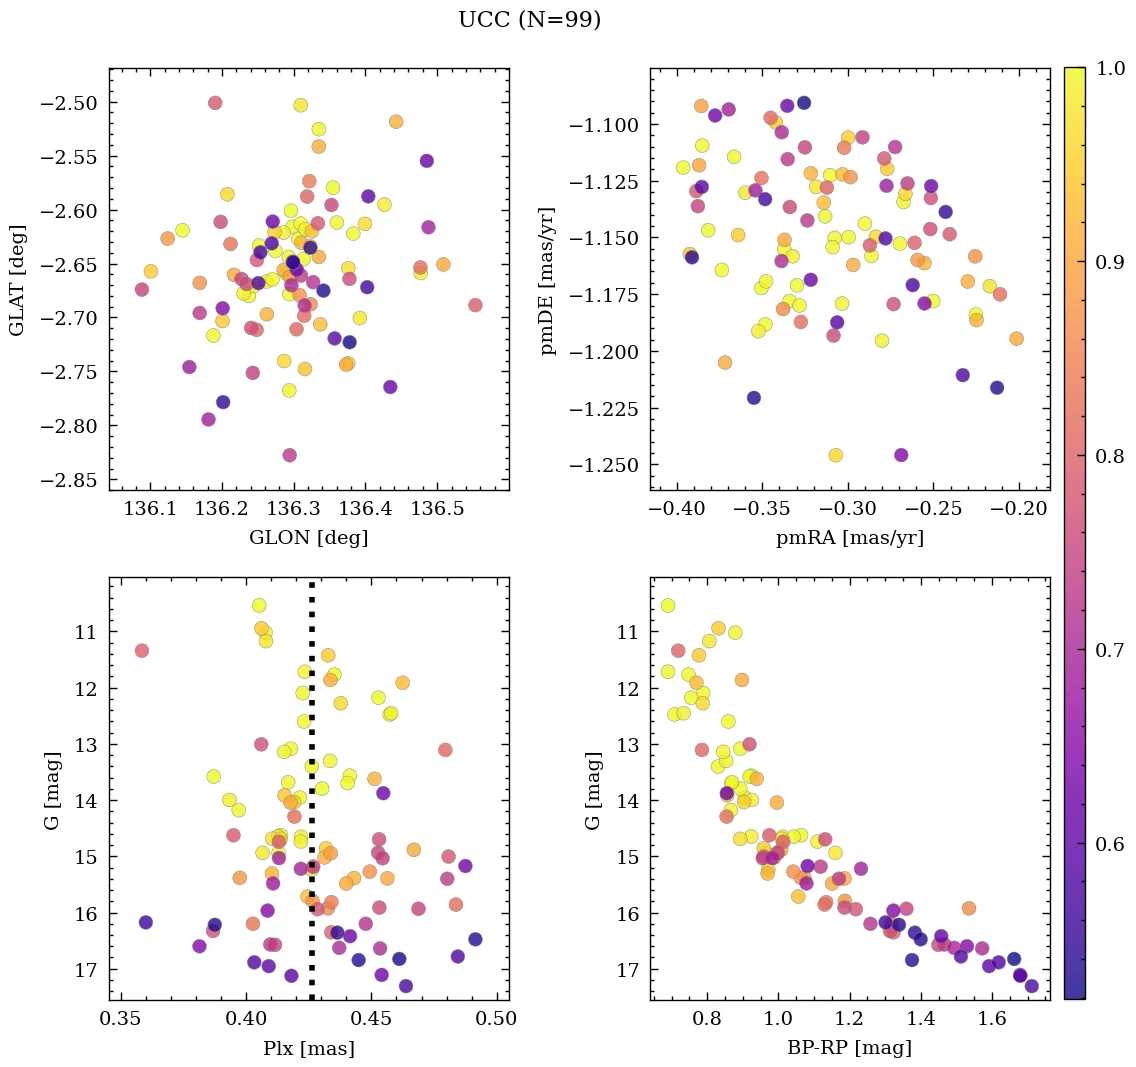 UCC (N=99)
−2.50
−2.55
−2.60
−2.65
−2.70
−2.75
−2.80
−2.85
GLAT [deg]
136.1 136.2 136.3 136.4 136.5
GLON [deg]
−1.100
−1.125
−1.150
−1.175
−1.200
−1.225
−1.250
pmDE [mas/yr]
−0.40 −0.35 −0.30 −0.25 −0.20
pmRA [mas/yr]
11
12
13
14
15
16
17
G [mag]
0.35 0.40 0.45 0.50
Plx [mas]
11
12
13
14
15
16
17
G [mag]
0.8 1.0 1.2 1.4 1.6
BP-RP [mag]
1.0
0.9
0.8
0.7
0.6